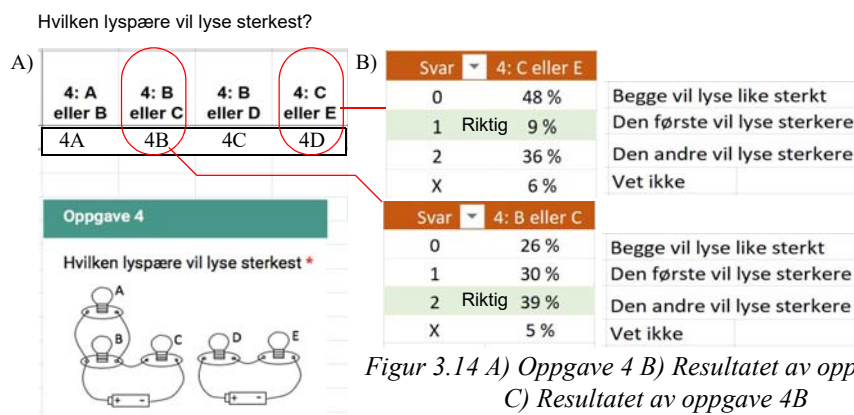 Hvilken lyspære vil lyse sterkest?
A)
4: A eller B 4: B eller C 4: B eller D 4: C eller E
4A 4B 4C 4D
Oppgave 4
Hvilken lyspære vil lyse sterkest *
A
B C D E
+ - + -
B)
Svar 4: C eller E
0 48 % Begge vil lyse like sterkt
1 Riktig 9 % Den første vil lyse sterkere
2 36 % Den andre vil lyse sterkere
X 6 % Vet ikke
Svar 4: B eller C
0 26 % Begge vil lyse like sterkt
1 30 % Den første vil lyse sterkere
2 Riktig 39 % Den andre vil lyse sterkere
X 5 % Vet ikke
Figur 3.14 A) Oppgave 4 B) Resultatet av opp
C) Resultatet av oppgave 4B